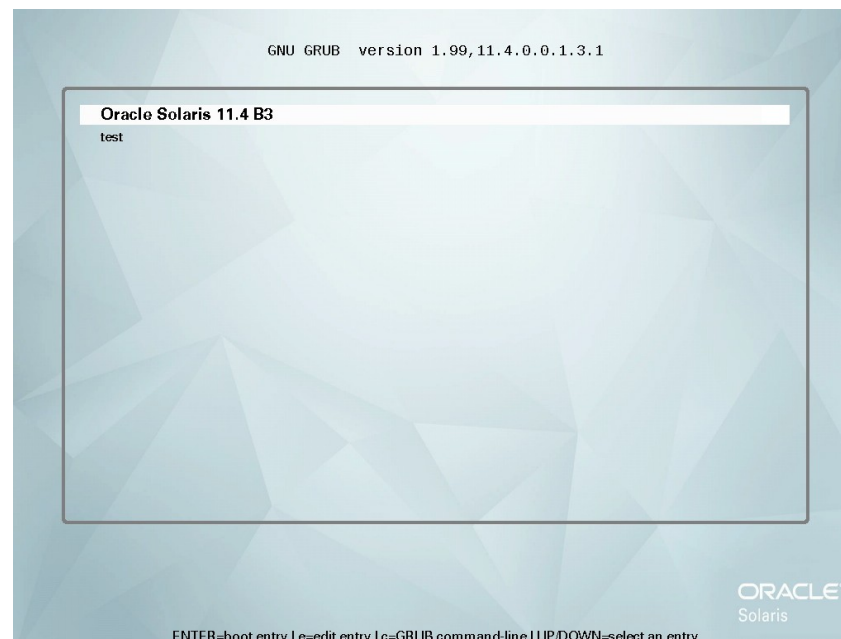 GNU GRUB version 1.99,11.4.0.0.1.3.1
Oracle Solaris 11.4 B3
test
ORACLE
Solaris
ENTER=boot entry | e=edit entry | c=GRUB command-line | UP/DOWN=select an entry